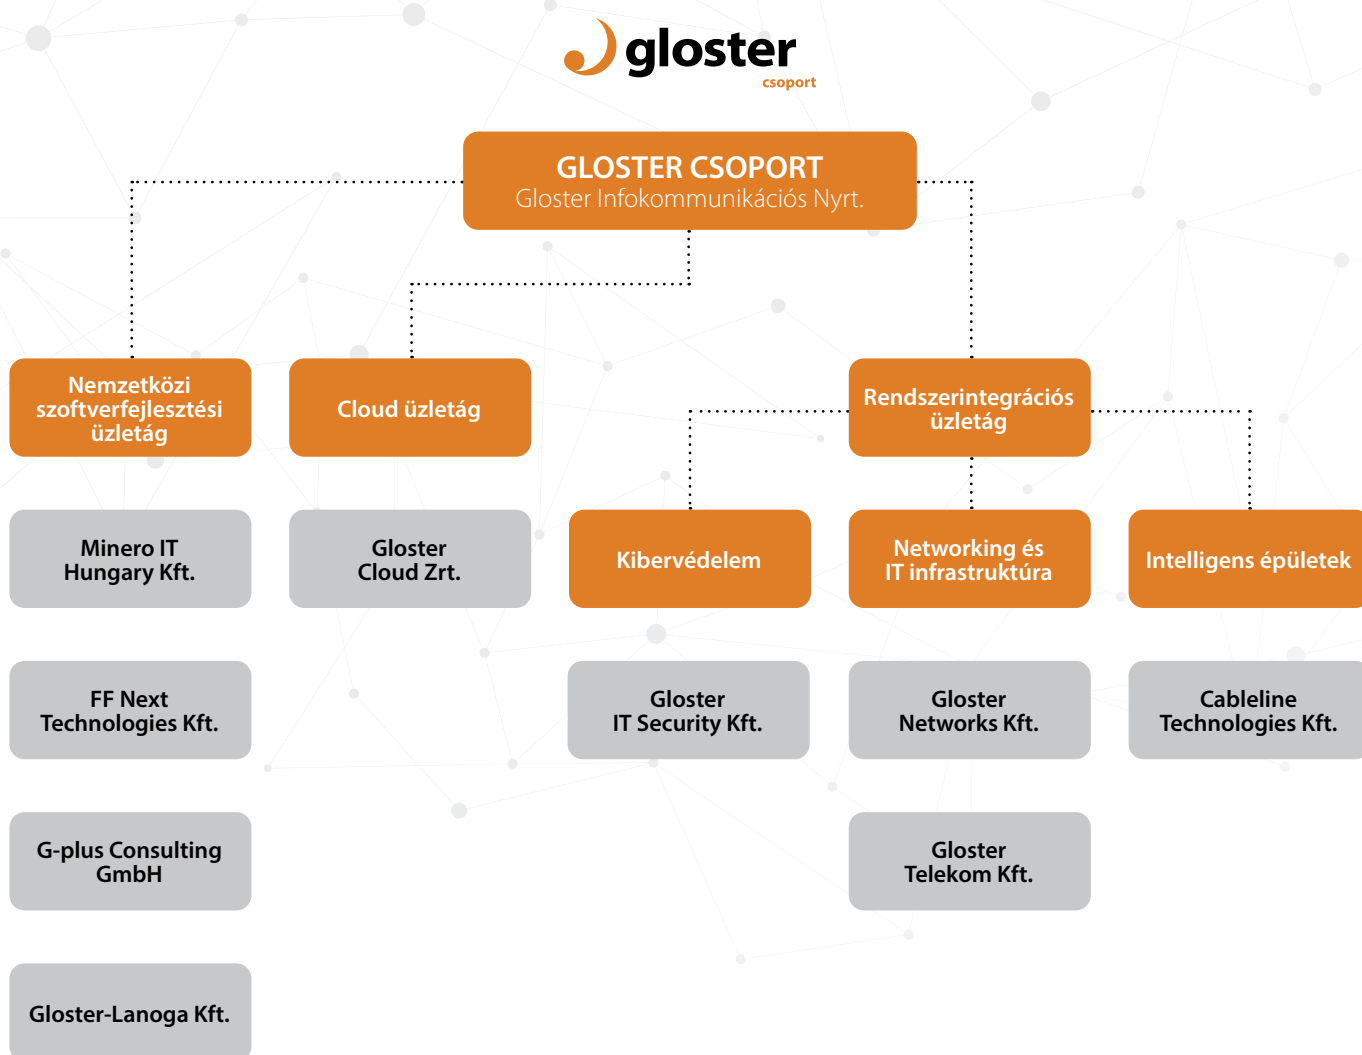 gloster
csoport
GLOSTER CSOPORT
Gloster Infokommunikációs Nyrt.
Nemzetközi
szoftverfejlesztési
üzletág
Cloud üzletág
Rendszerintegrációs
üzletág
Minero IT
Hungary Kft.
Gloster
Cloud Zrt.
Kibervédelem
Networking és
IT infrastruktúra
Intelligens épületek
FF Next
Technologies Kft.
Gloster
IT Security Kft.
Gloster
Networks Kft.
Cableline
Technologies Kft.
G-plus Consulting
GmbH
Gloster
Telekom Kft.
Gloster-Lanoga Kft.